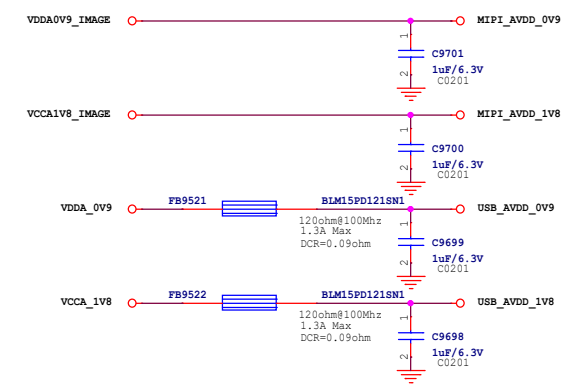 VDDA0V9_IMAGE MIPI_AVDD_0V9
1
C9701
2 1uF/6.3V
C0201
VCCA1V8_IMAGE MIPI_AVDD_1V8
1
C9700
2 1uF/6.3V
C0201
VDDA_0V9 FB9521 BLM15PD121SN1 USB_AVDD_0V9
120ohm@100Mhz 1
1.3A Max
DCR=0.09ohm C9699
2 1uF/6.3V
C0201
VCCA_1V8 FB9522 BLM15PD121SN1 USB_AVDD_1V8
120ohm@100Mhz 1
1.3A Max
DCR=0.09ohm C9698
2 1uF/6.3V
C0201